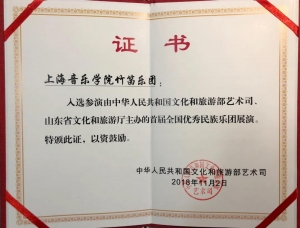 证书
上海音乐学院竹笛乐团：
入选参演由中华人民共和国文化和旅游部艺术司、
山东省文化和旅游厅主办的首届全国优秀民族乐团展演。
特颁此证，以资鼓励。
中华人民共和国文化和旅游部艺术司
2018年11月2日
艺术司